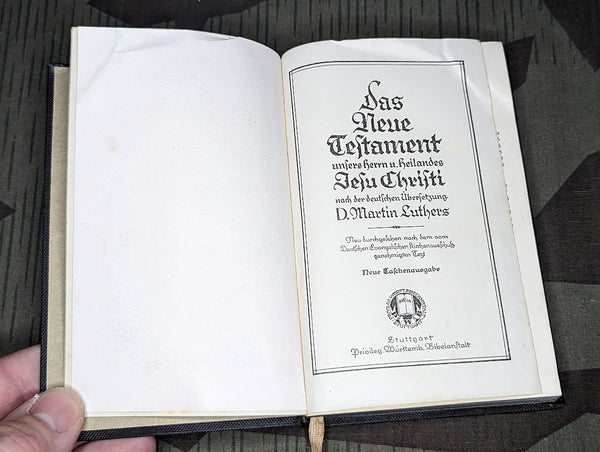 Das
Neue
Testament
unsers Herrn u. Heilandes
Jesu Christi
nach der deutschen Übersetzung
D. Martin Luthers
Neu durchgesehen nach dem vom
Deutschen Evangelischen Kirchenausschuß
genehmigten Text
Neue Taschenausgabe
Stuttgart
Privileg. Württemb. Bibelanstalt